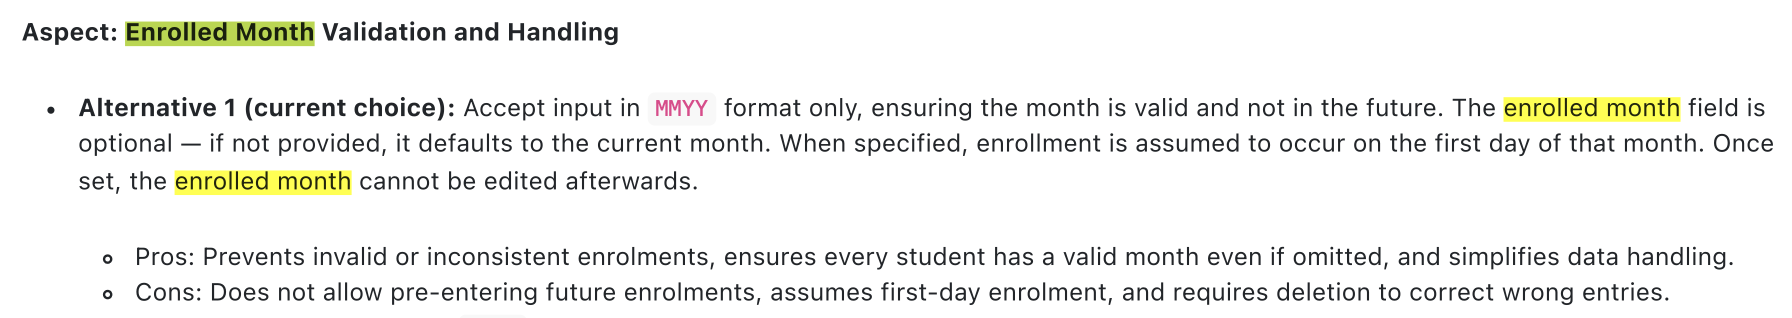 Aspect: Enrolled Month Validation and Handling
• Alternative 1 (current choice): Accept input in MMYY format only, ensuring the month is valid and not in the future. The enrolled month field is
optional — if not provided, it defaults to the current month. When specified, enrollment is assumed to occur on the first day of that month. Once
set, the enrolled month cannot be edited afterwards.
◦ Pros: Prevents invalid or inconsistent enrolments, ensures every student has a valid month even if omitted, and simplifies data handling.
◦ Cons: Does not allow pre-entering future enrolments, assumes first-day enrolment, and requires deletion to correct wrong entries.